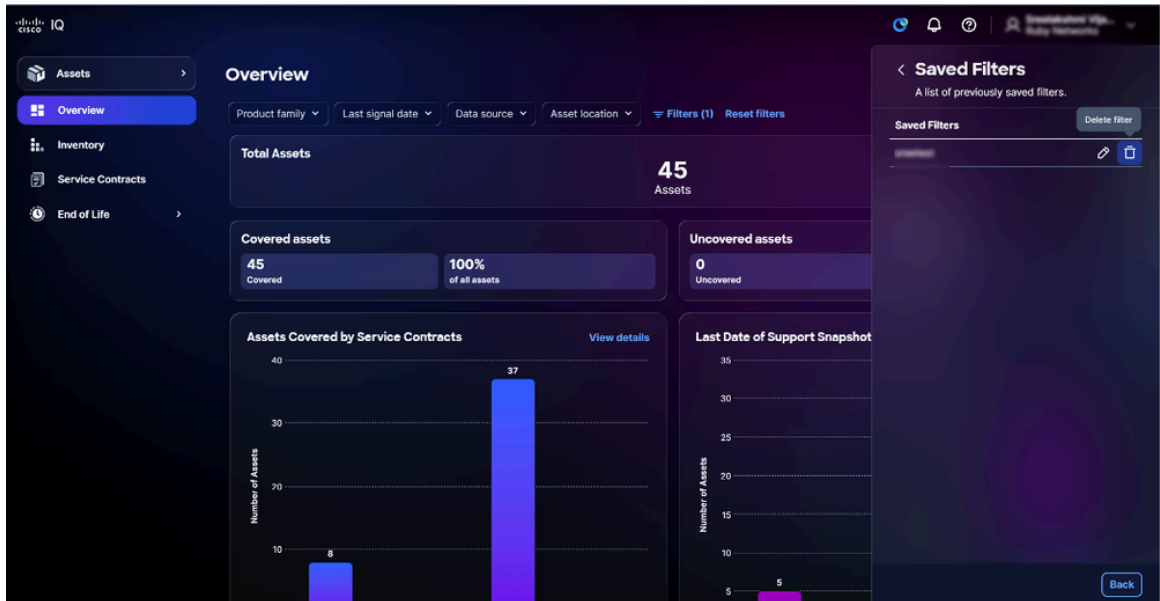 cisco IQ
Assets
Overview
Inventory
Service Contracts
End of Life
Overview
Product family
Last signal date
Data source
Asset location
Filters (1)
Reset filters
Total Assets
45
Assets
Covered assets
45
Covered
100%
of all assets
Uncovered assets
0
Uncovered
Assets Covered by Service Contracts
View details
Number of Assets
40
30
20
10
8
37
Last Date of Support Snapshot
Number of Assets
35
30
25
20
15
10
5
5
Saved Filters
A list of previously saved filters.
Saved Filters
Delete filter
Back